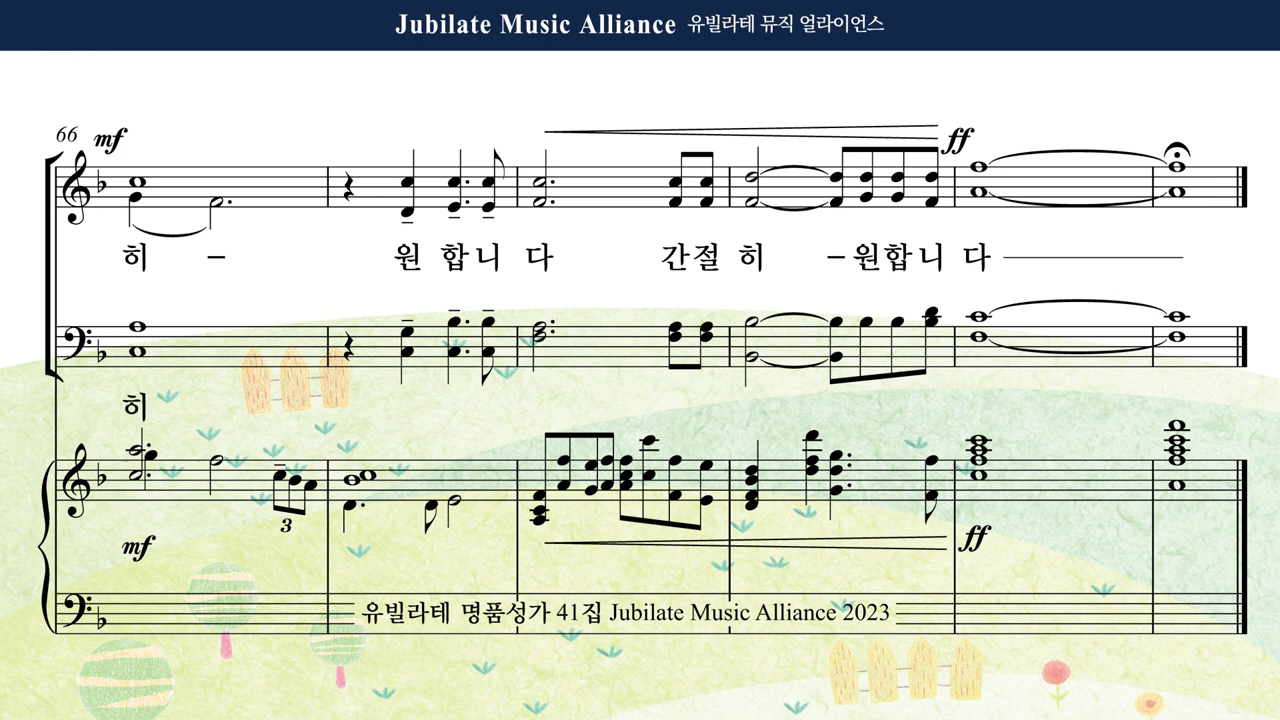 Jubilate Music Alliance 유빌라테 뮤직 얼라이언스
66 mf
ff
히 - 원 합 니 다 간절 히 - 원합니 다
히
3
mf
ff
유빌라테 명품성가 41집 Jubilate Music Alliance 2023